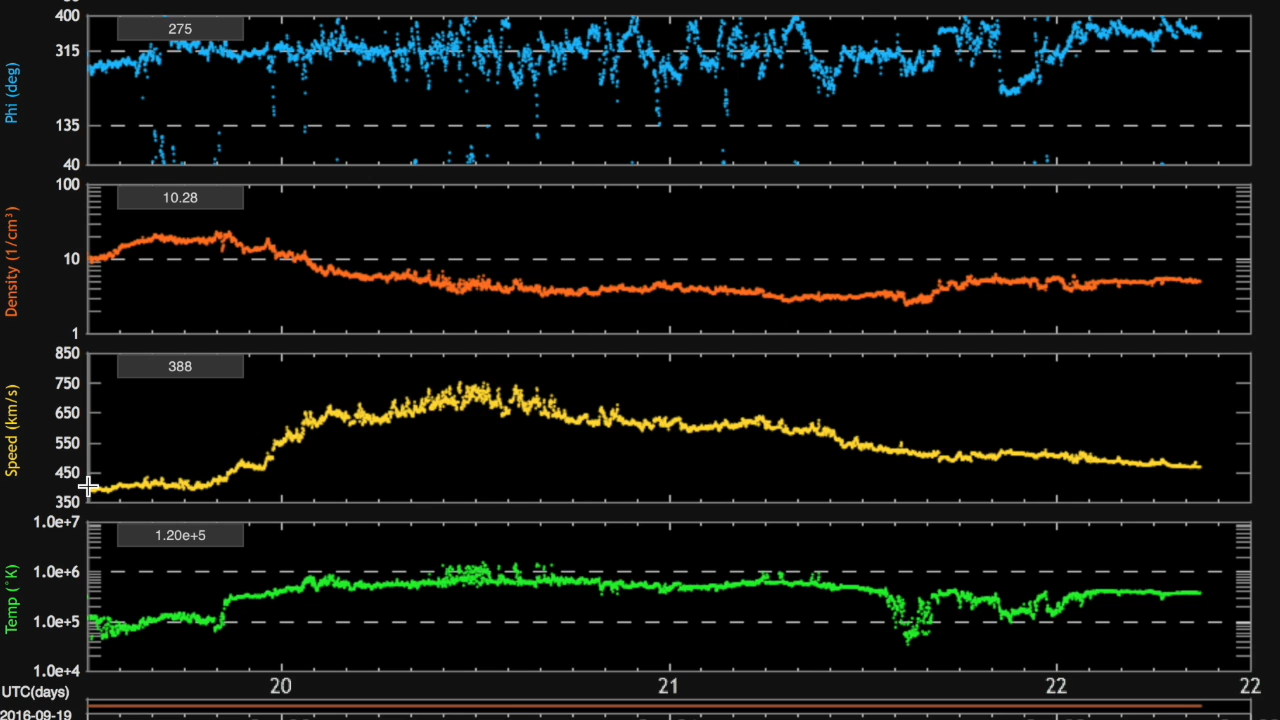 400
275
315
Phi (deg)
135
40
100
10.28
Density (1/cm³)
10
1
850
388
750
650
Speed (km/s)
550
450
350
1.0e+7
1.20e+5
1.0e+6
Temp (°K)
1.0e+5
1.0e+4
UTC(days)
20
21
22
22
2016-09-19